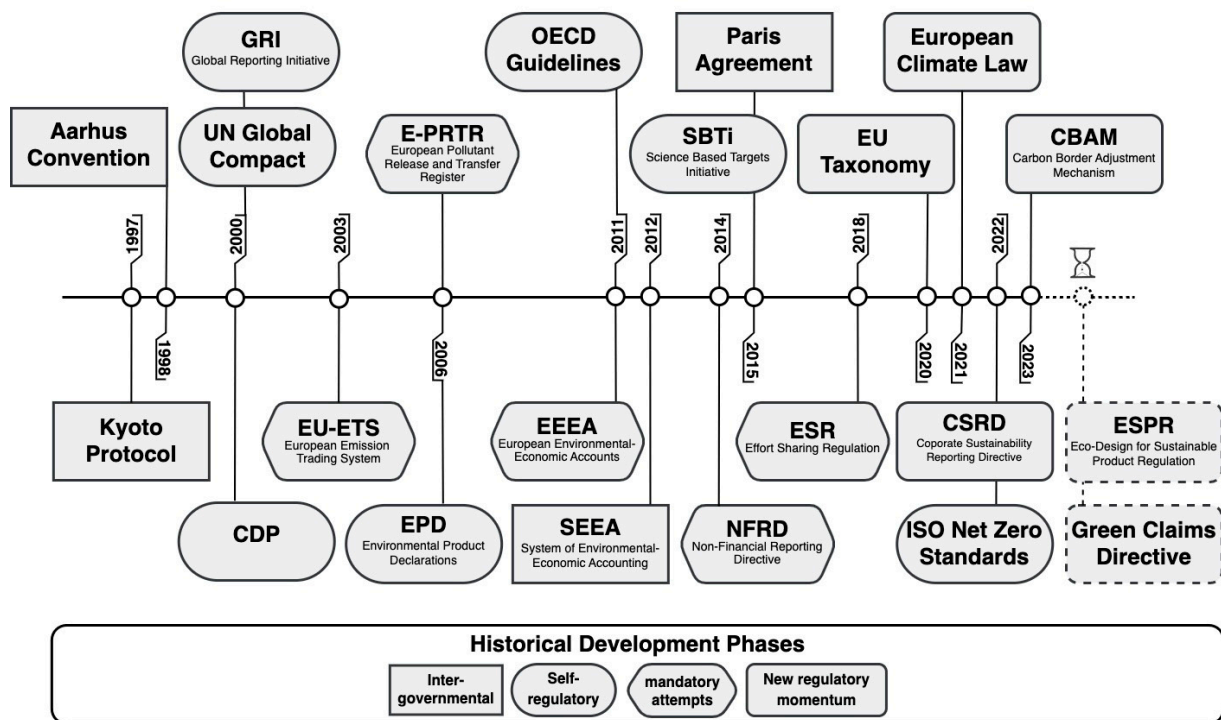 GRI
Global Reporting Initiative
OECD
Guidelines
Paris
Agreement
European
Climate Law
Aarhus
Convention
UN Global
Compact
E-PRTR
European Pollutant
Release and Transfer
Register
SBTi
Science Based Targets
Initiative
EU
Taxonomy
CBAM
Carbon Border Adjustment
Mechanism
1997
2000
2003
2011
2012
2014
2018
2022
1998
2006
2015
2020
2021
2023
Kyoto
Protocol
EU-ETS
European Emission
Trading System
EEEA
European Environmental-
Economic Accounts
ESR
Effort Sharing Regulation
CSRD
Coporate Sustainability
Reporting Directive
ESPR
Eco-Design for Sustainable
Product Regulation
CDP
EPD
Environmental Product
Declarations
SEEA
System of Environmental-
Economic Accounting
NFRD
Non-Financial Reporting
Directive
ISO Net Zero
Standards
Green Claims
Directive
Historical Development Phases
Inter-
governmental
Self-
regulatory
mandatory
attempts
New regulatory
momentum